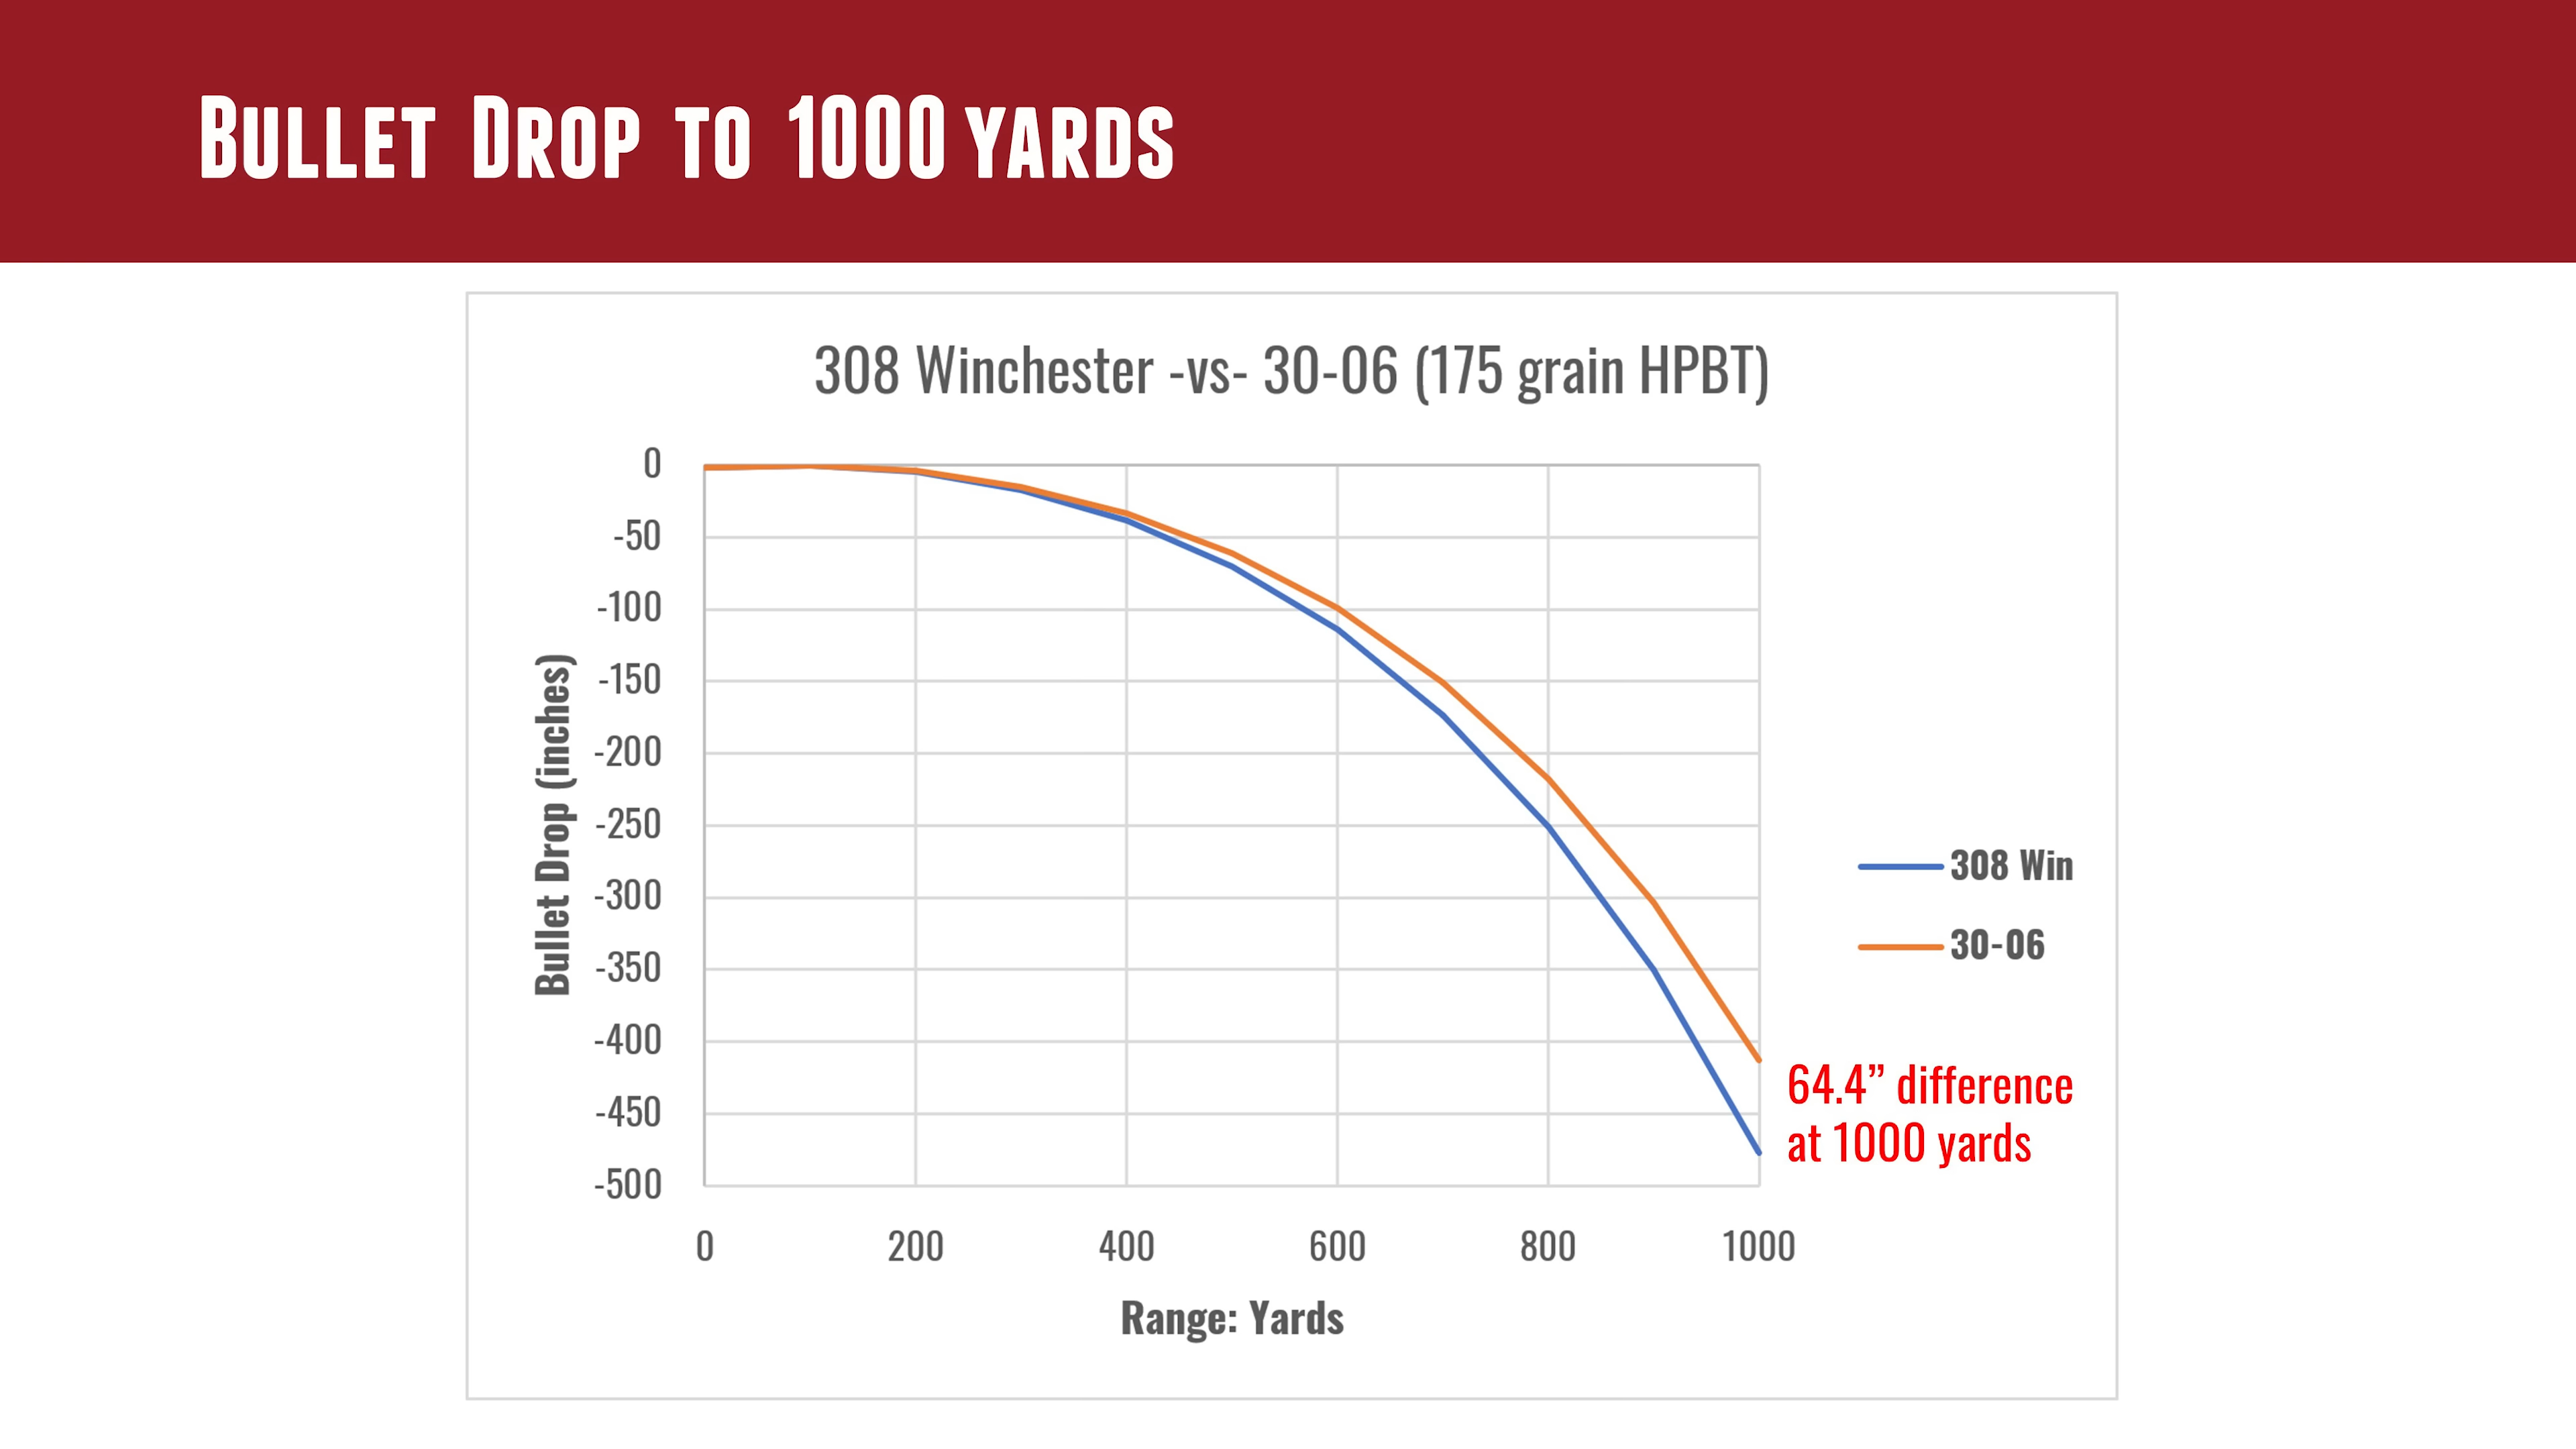 Bullet Drop to 1000 yards
308 Winchester -vs- 30-06 (175 grain HPBT)
0
-50
-100
-150
-200
-250
-300
-350
-400
-450
-500
Bullet Drop (inches)
308 Win
30-06
64.4” difference
at 1000 yards
0 200 400 600 800 1000
Range: Yards